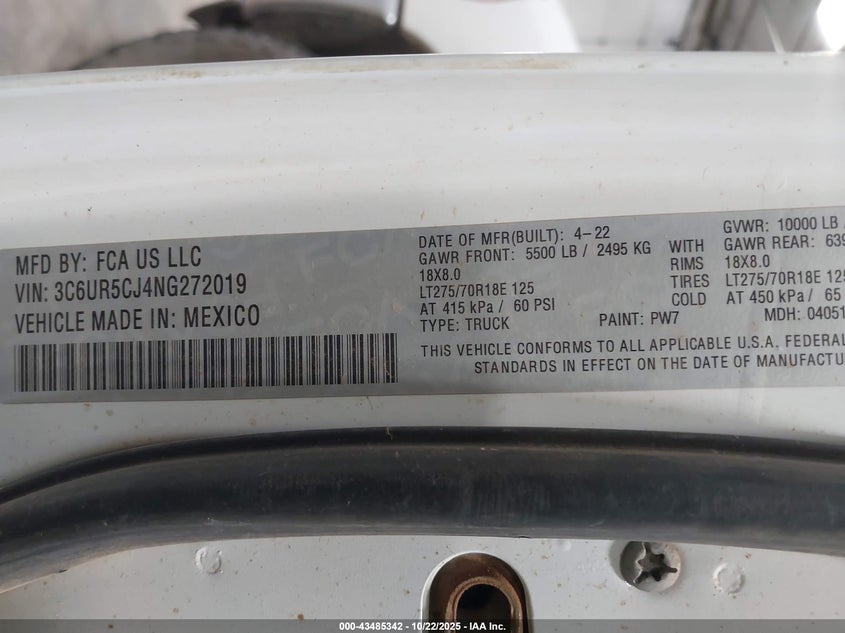 MFD BY: FCA US LLC
VIN: 3C6UR5CJ4NG272019
VEHICLE MADE IN: MEXICO
DATE OF MFR(BUILT): 4-22
GAWR FRONT: 5500 LB / 2495 KG
18X8.0
LT275/70R18E 125
AT 415 kPa / 60 PSI
TYPE: TRUCK
WITH
RIMS
TIRES
COLD
PAINT: PW7
GVWR: 10000 LB /
GAWR REAR: 639
18X8.0
LT275/70R18E 125
AT 450 kPa / 65
MDH: 04051
THIS VEHICLE CONFORMS TO ALL APPLICABLE U.S.A. FEDERAL
STANDARDS IN EFFECT ON THE DATE OF MANUFACTU
000-43485342 - 10/22/2025 - IAA Inc.